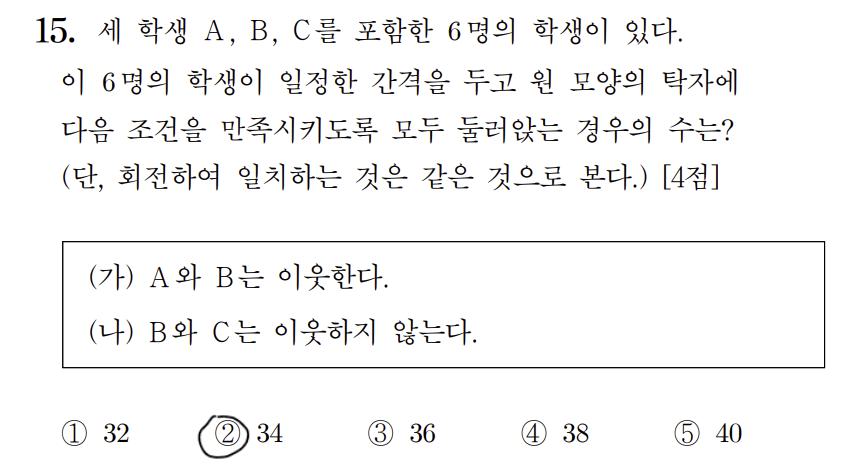 15. 세 학생 A, B, C를 포함한 6명의 학생이 있다.
이 6명의 학생이 일정한 간격을 두고 원 모양의 탁자에
다음 조건을 만족시키도록 모두 둘러앉는 경우의 수는?
(단, 회전하여 일치하는 것은 같은 것으로 본다.) [4점]
(가) A와 B는 이웃한다.
(나) B와 C는 이웃하지 않는다.
① 32 ② 34 ③ 36 ④ 38 ⑤ 40